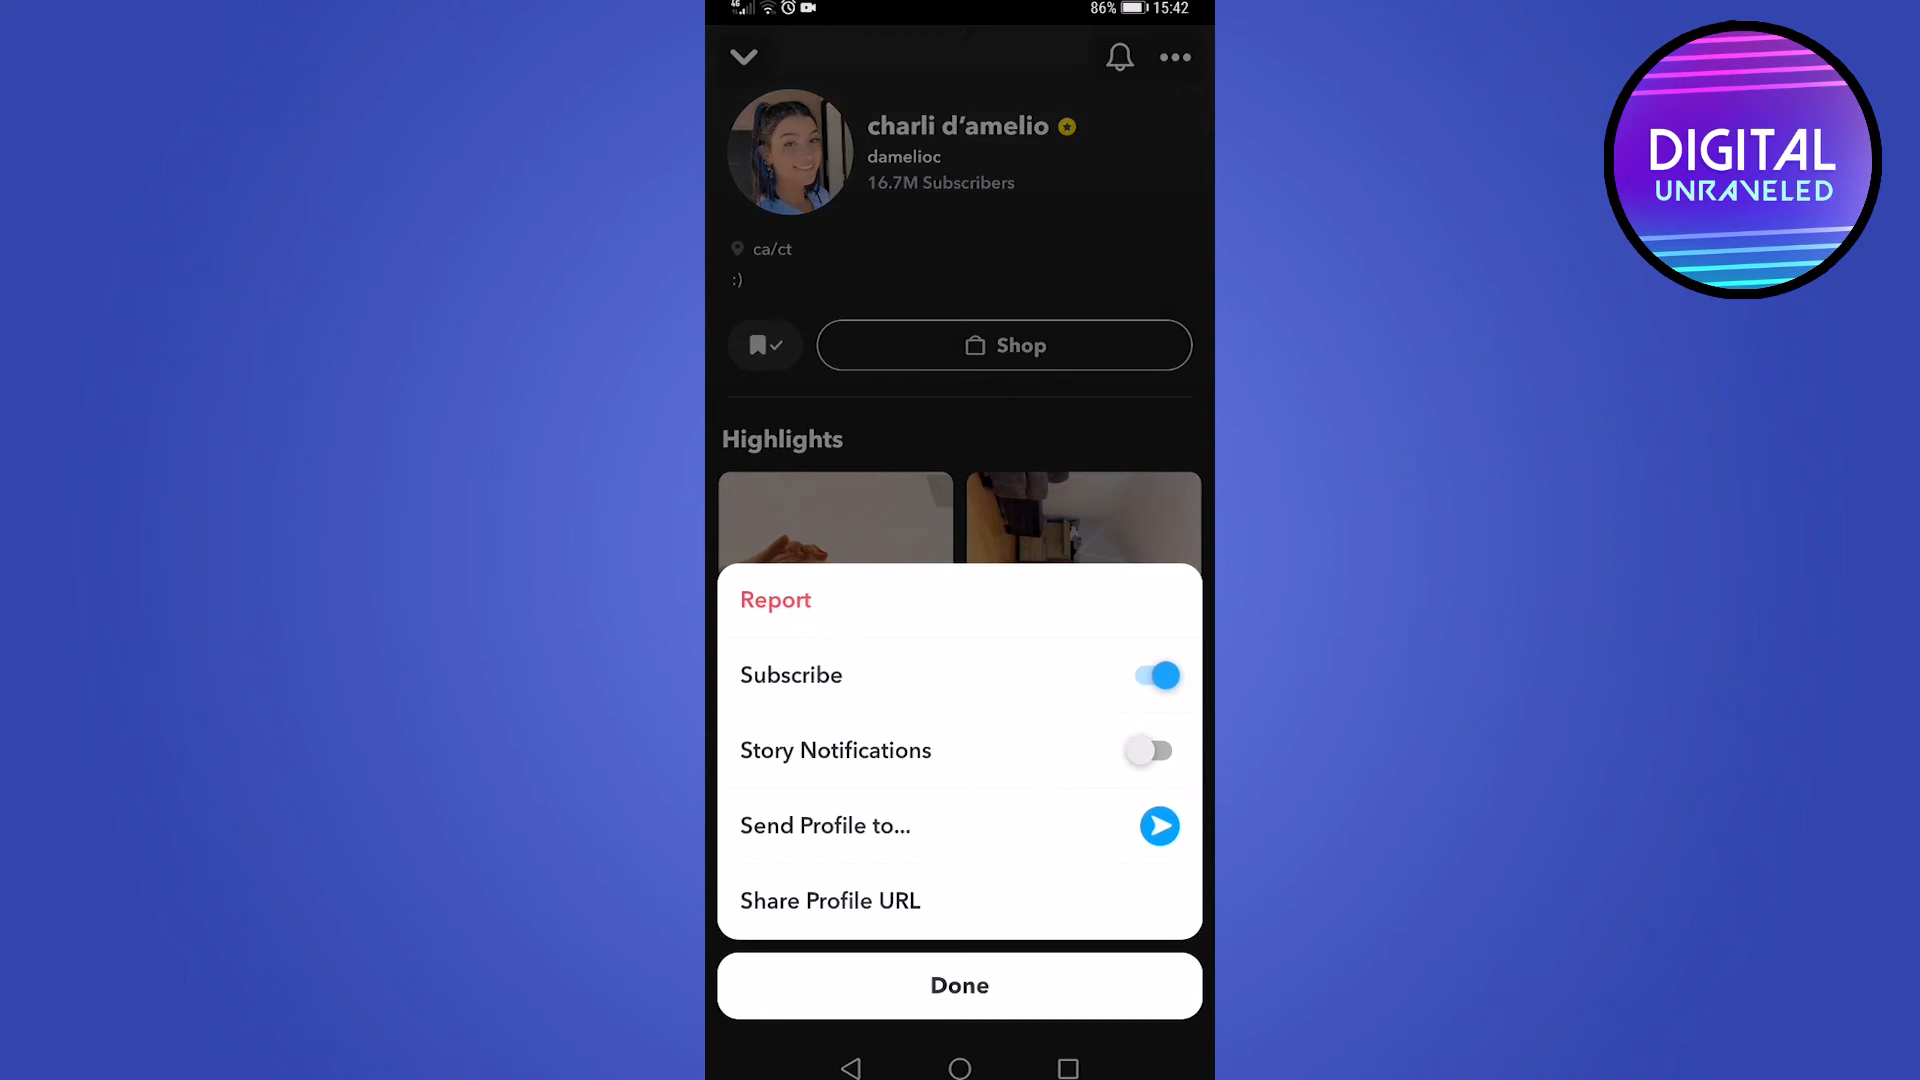 4G
86% 15:42
charli d’amelio
damelioc
16.7M Subscribers
ca/ct
:)
Shop
Highlights
Report
Subscribe
Story Notifications
Send Profile to...
Share Profile URL
Done
DIGITAL
UNRAVELED